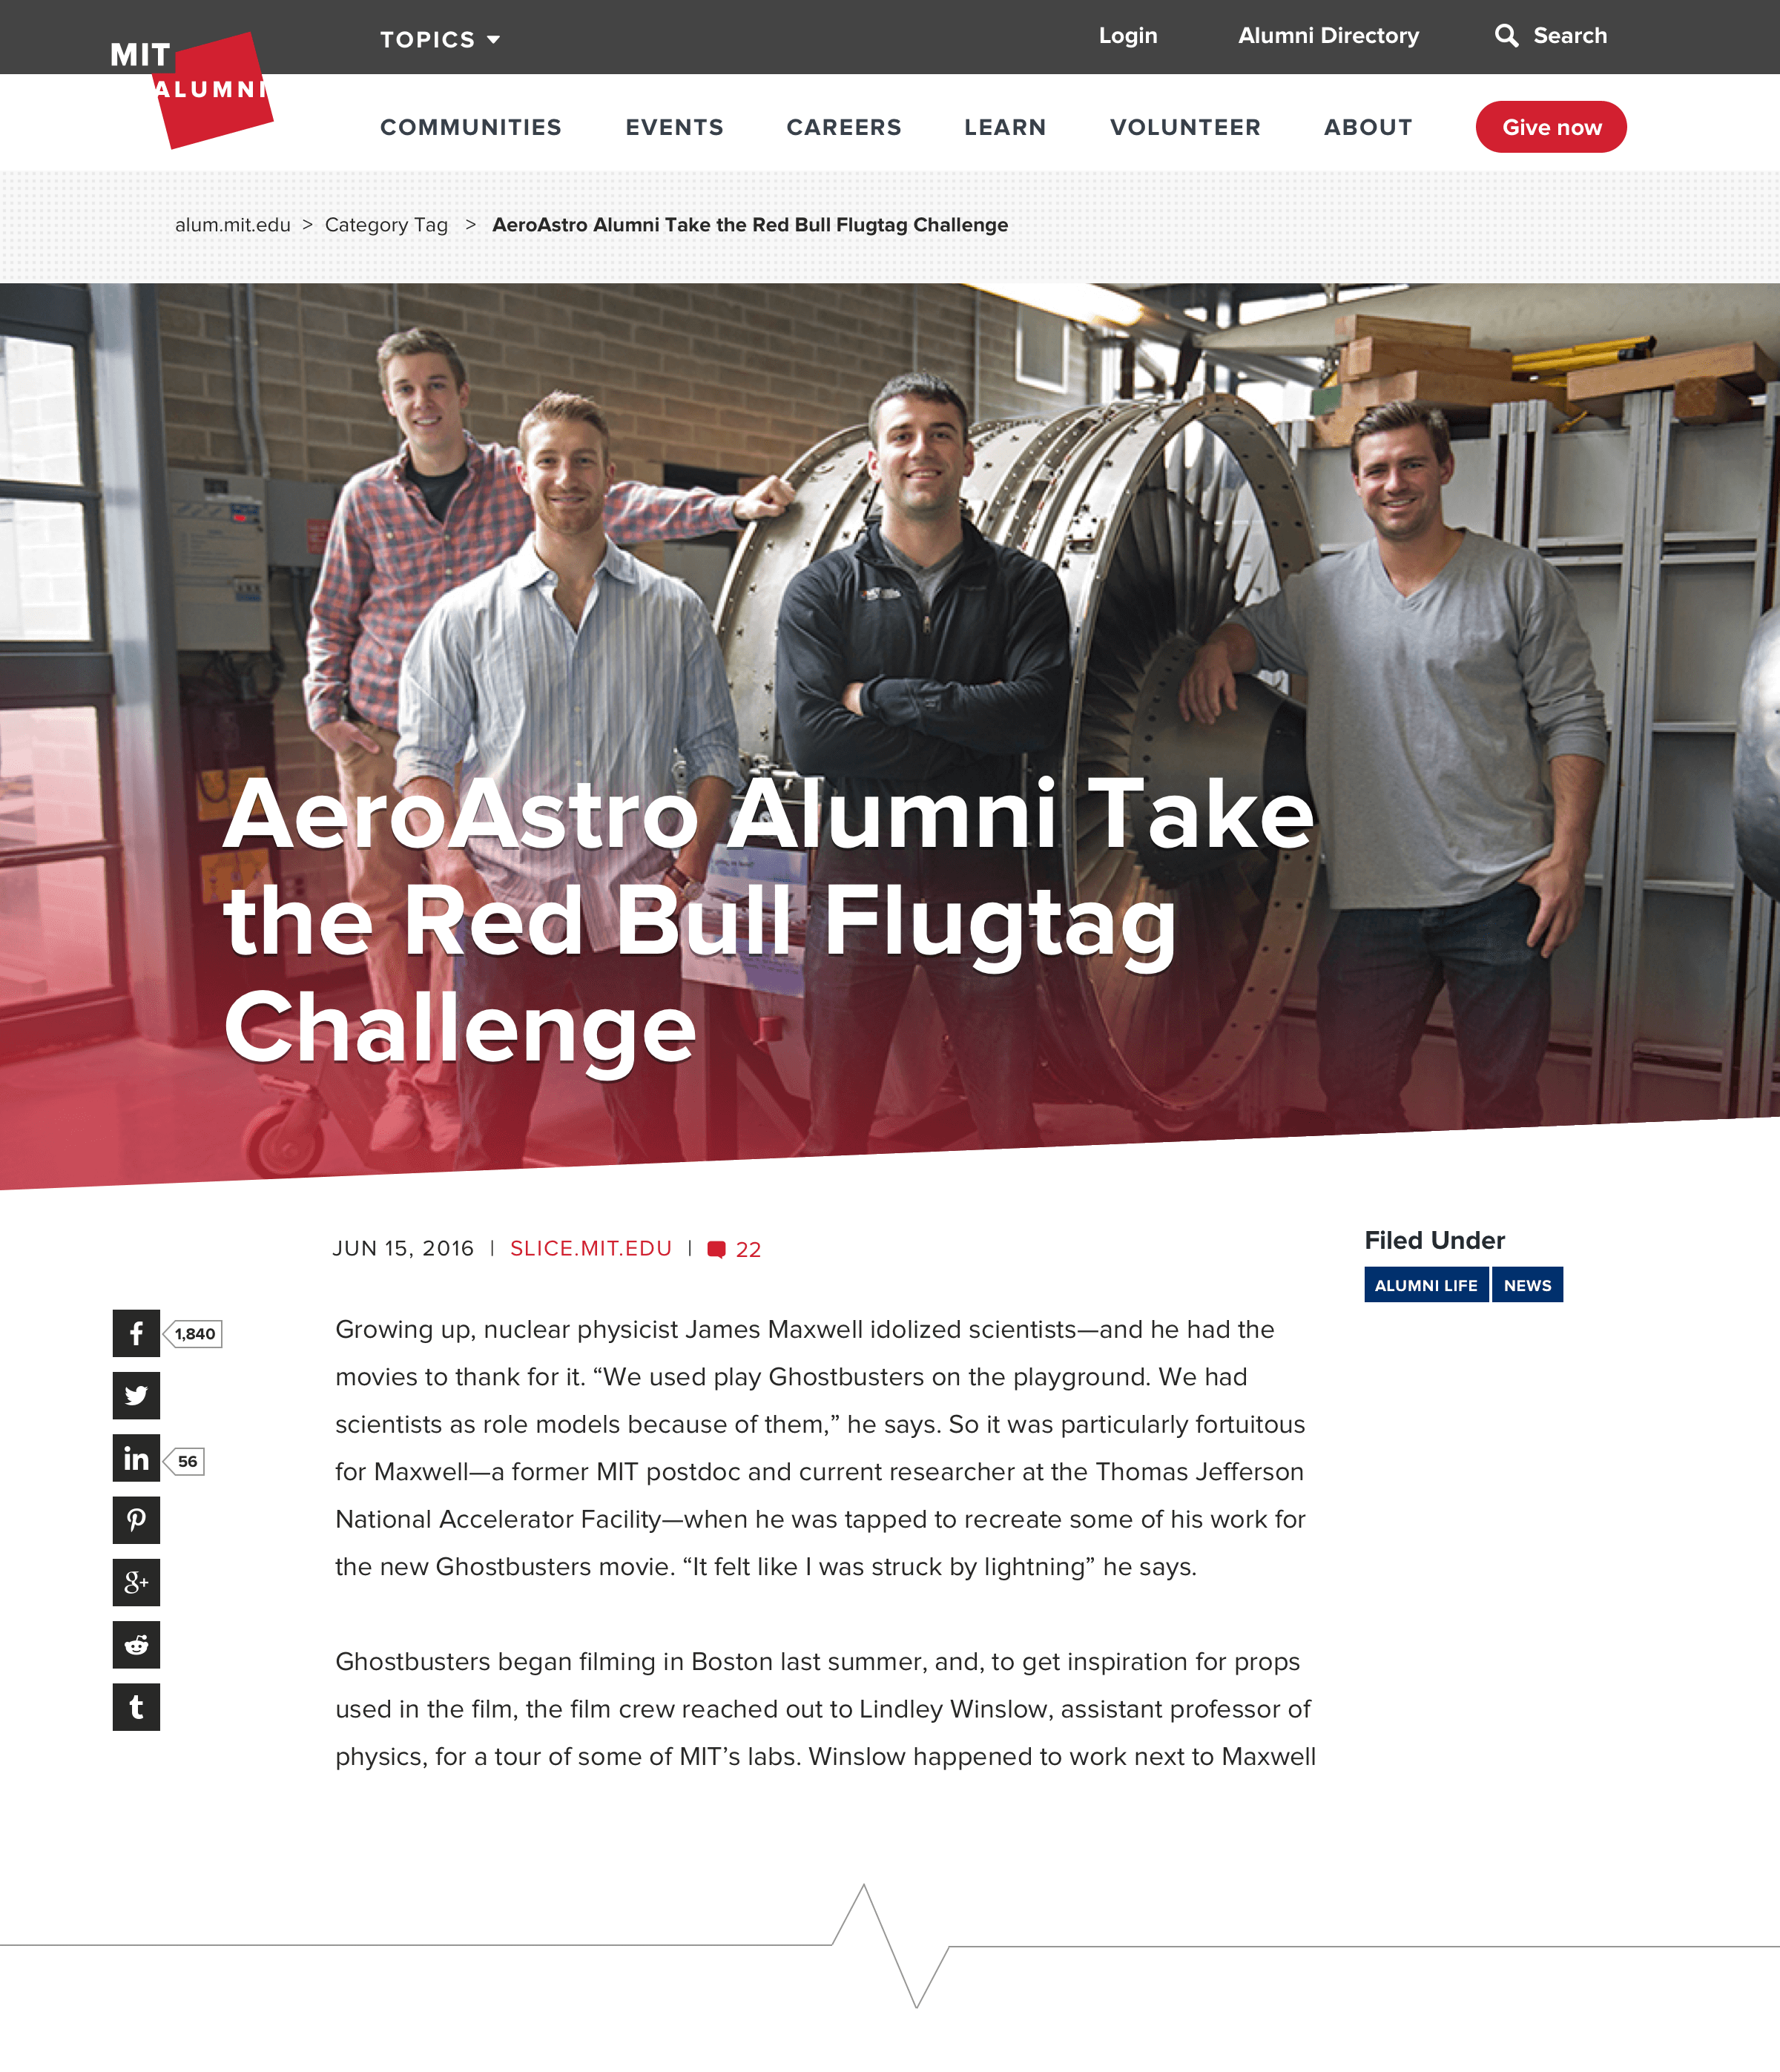 MIT
ALUMNI
TOPICS
Login
Alumni Directory
Search
COMMUNITIES
EVENTS
CAREERS
LEARN
VOLUNTEER
ABOUT
Give now
alum.mit.edu > Category Tag > AeroAstro Alumni Take the Red Bull Flugtag Challenge
AeroAstro Alumni Take
the Red Bull Flugtag
Challenge
JUN 15, 2016 | SLICE.MIT.EDU | 22
Filed Under
ALUMNI LIFE
NEWS
1,840
56
Growing up, nuclear physicist James Maxwell idolized scientists—and he had the
movies to thank for it. “We used play Ghostbusters on the playground. We had
scientists as role models because of them,” he says. So it was particularly fortuitous
for Maxwell—a former MIT postdoc and current researcher at the Thomas Jefferson
National Accelerator Facility—when he was tapped to recreate some of his work for
the new Ghostbusters movie. “It felt like I was struck by lightning” he says.
Ghostbusters began filming in Boston last summer, and, to get inspiration for props
used in the film, the film crew reached out to Lindley Winslow, assistant professor of
physics, for a tour of some of MIT’s labs. Winslow happened to work next to Maxwell